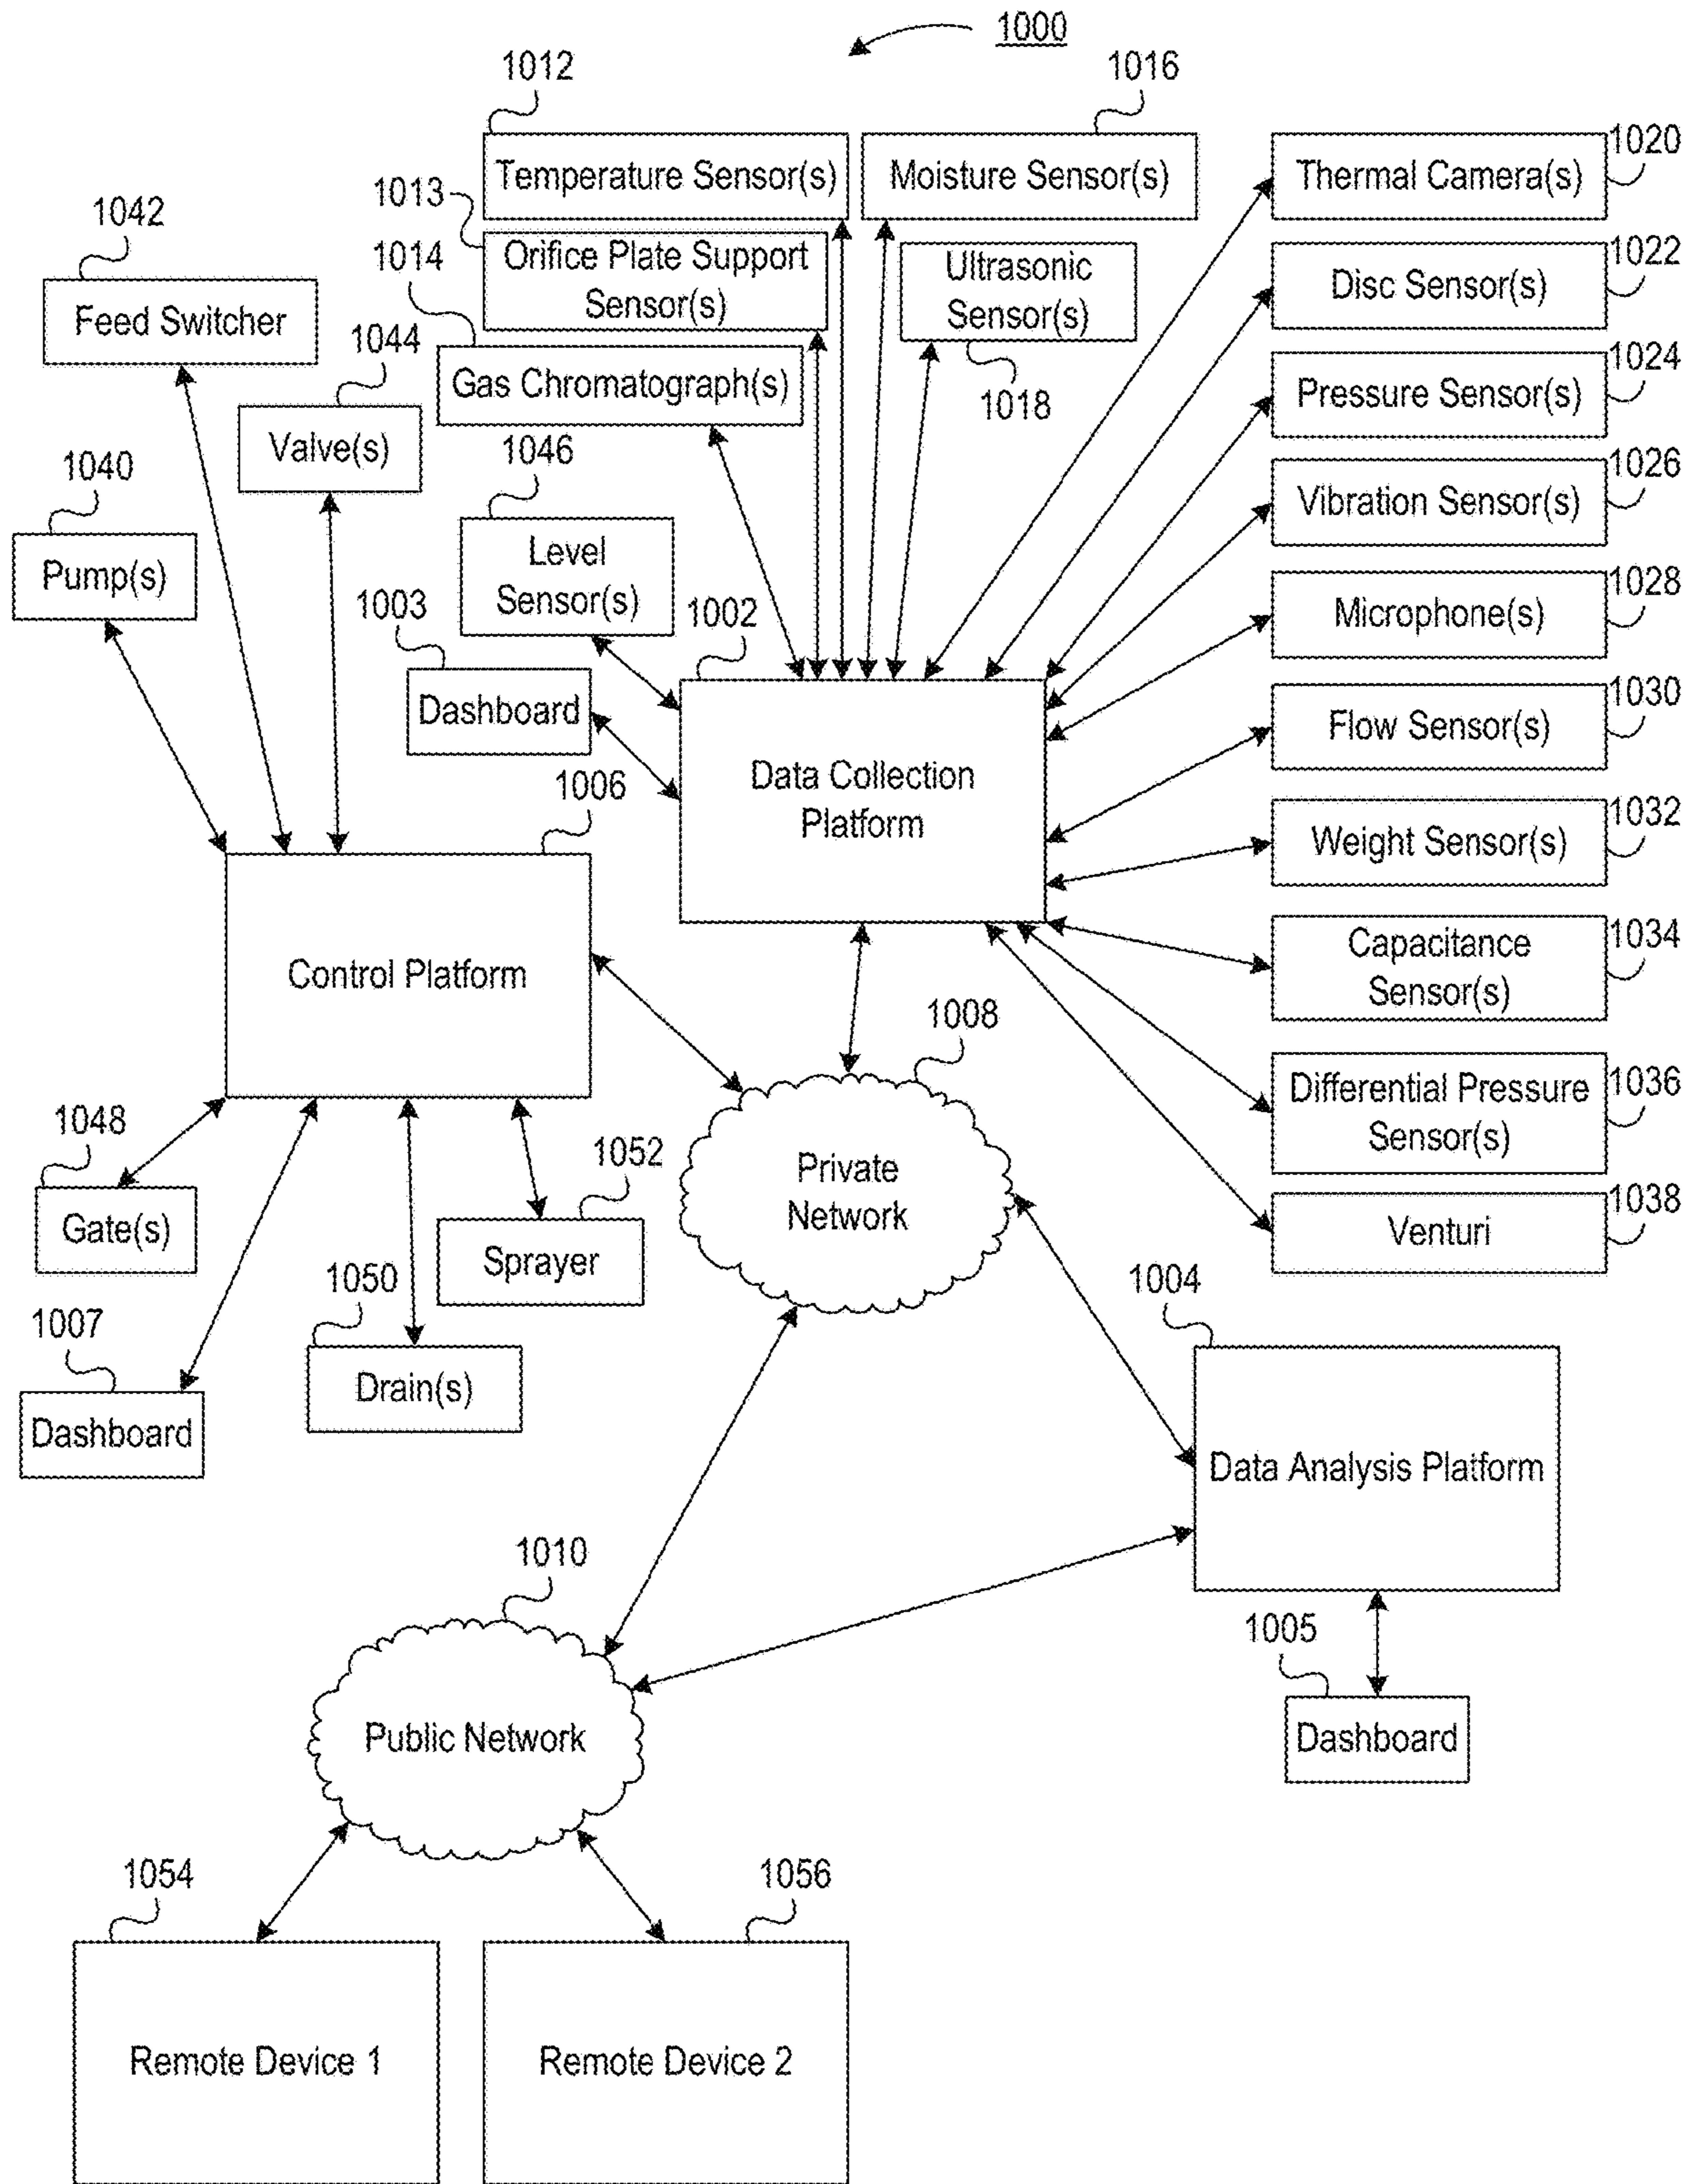 1000
1012
1016
Temperature Sensor(s)
Moisture Sensor(s)
Thermal Camera(s)
1020
1013
Orifice Plate Support
Sensor(s)
Ultrasonic
Sensor(s)
1018
Disc Sensor(s)
1022
1042
Feed Switcher
1014
Gas Chromatograph(s)
Pressure Sensor(s)
1024
1044
Valve(s)
1046
Level
Sensor(s)
Vibration Sensor(s)
1026
1040
Pump(s)
1003
Dashboard
1002
Data Collection
Platform
Microphone(s)
1028
Flow Sensor(s)
1030
1006
Control Platform
Weight Sensor(s)
1032
Capacitance
Sensor(s)
1034
1008
Private
Network
Differential Pressure
Sensor(s)
1036
1048
Gate(s)
1052
Sprayer
Venturi
1038
1050
Drain(s)
1007
Dashboard
1004
Data Analysis Platform
1010
Public Network
1005
Dashboard
1054
1056
Remote Device 1
Remote Device 2